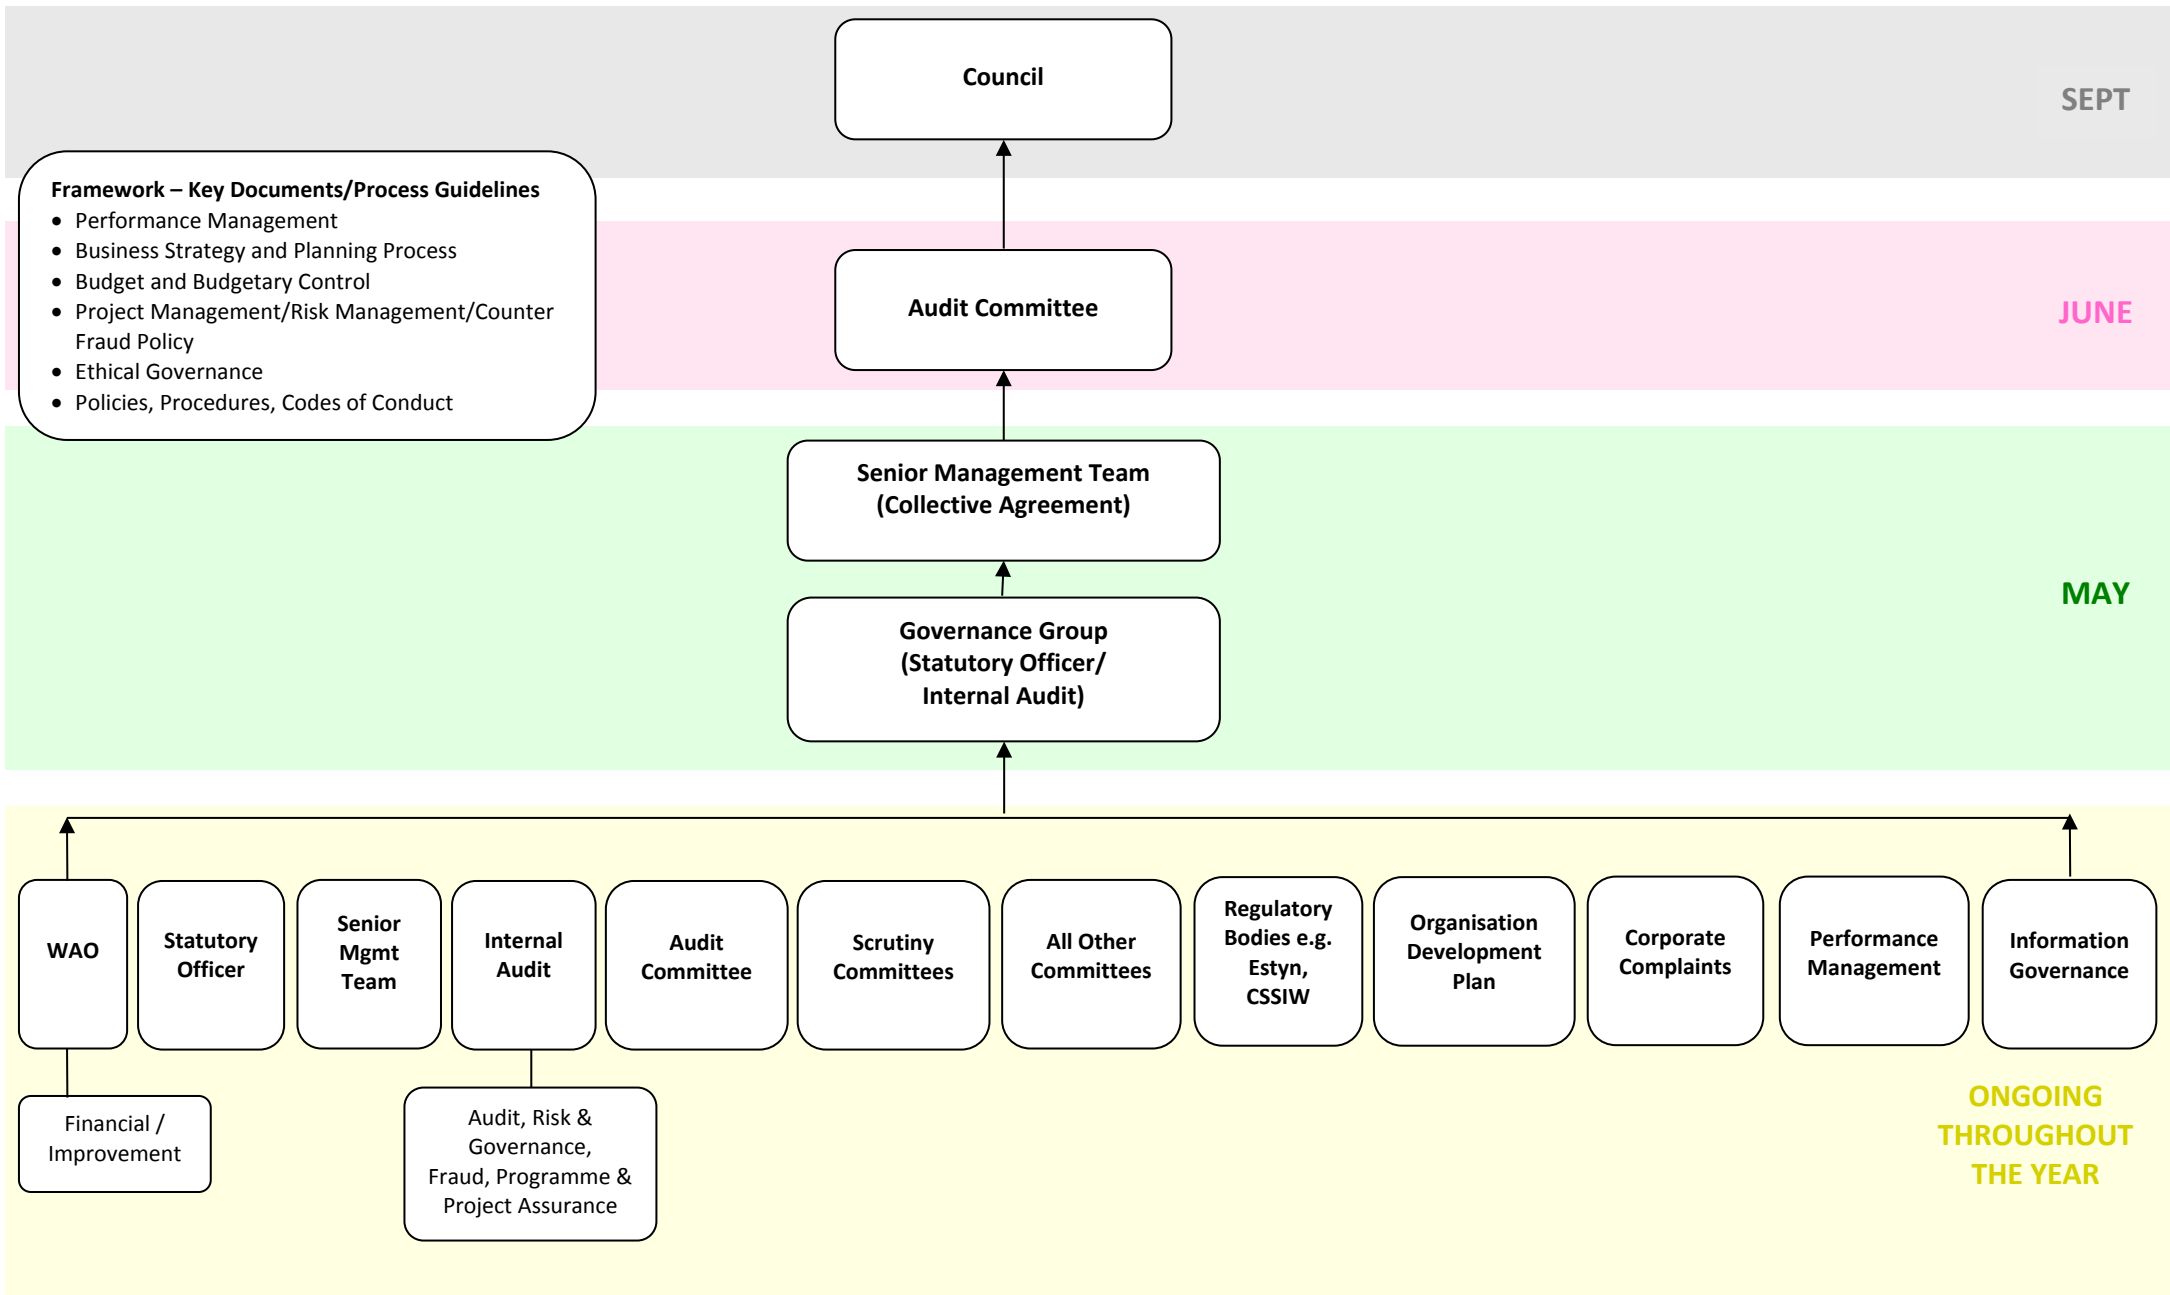 Council
SEPT
Framework – Key Documents/Process Guidelines
• Performance Management
• Business Strategy and Planning Process
• Budget and Budgetary Control
• Project Management/Risk Management/Counter
Fraud Policy
• Ethical Governance
• Policies, Procedures, Codes of Conduct
Audit Committee
JUNE
Senior Management Team
(Collective Agreement)
Governance Group
(Statutory Officer/
Internal Audit)
MAY
WAO
Statutory
Officer
Senior
Mgmt
Team
Internal
Audit
Audit
Committee
Scrutiny
Committees
All Other
Committees
Regulatory
Bodies e.g.
Estyn,
CSSIW
Organisation
Development
Plan
Corporate
Complaints
Performance
Management
Information
Governance
Financial /
Improvement
Audit, Risk &
Governance,
Fraud, Programme &
Project Assurance
ONGOING
THROUGHOUT
THE YEAR